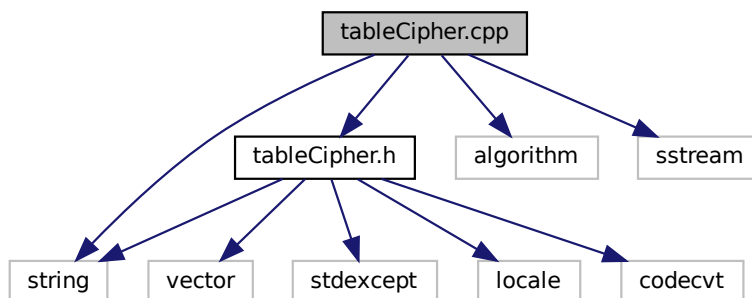 tableCipher.cpp
tableCipher.h
algorithm
sstream
string
vector
stdexcept
locale
codecvt